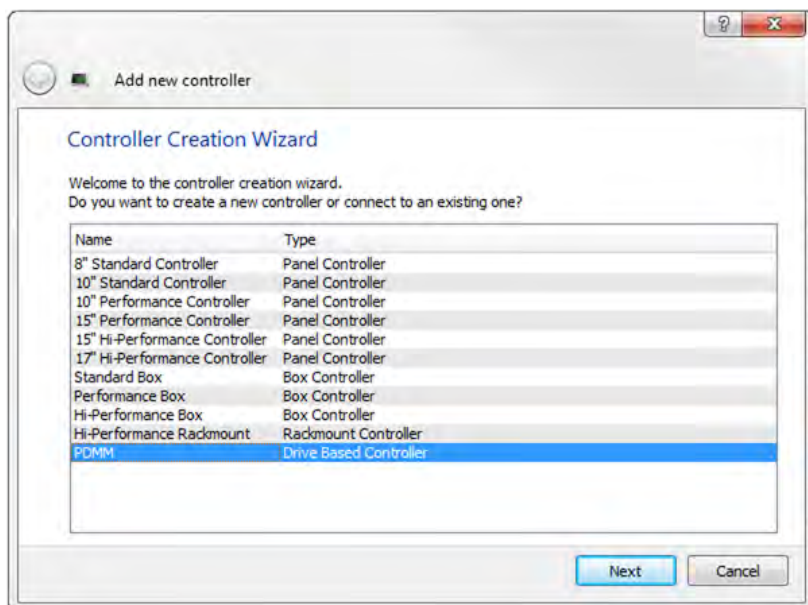 Add new controller
Controller Creation Wizard
Welcome to the controller creation wizard.
Do you want to create a new controller or connect to an existing one?
Name Type
8" Standard Controller Panel Controller
10" Standard Controller Panel Controller
10" Performance Controller Panel Controller
15" Performance Controller Panel Controller
15" Hi-Performance Controller Panel Controller
17" Hi-Performance Controller Panel Controller
Standard Box Box Controller
Performance Box Box Controller
Hi-Performance Box Box Controller
Hi-Performance Rackmount Rackmount Controller
PDMM Drive Based Controller
Next Cancel